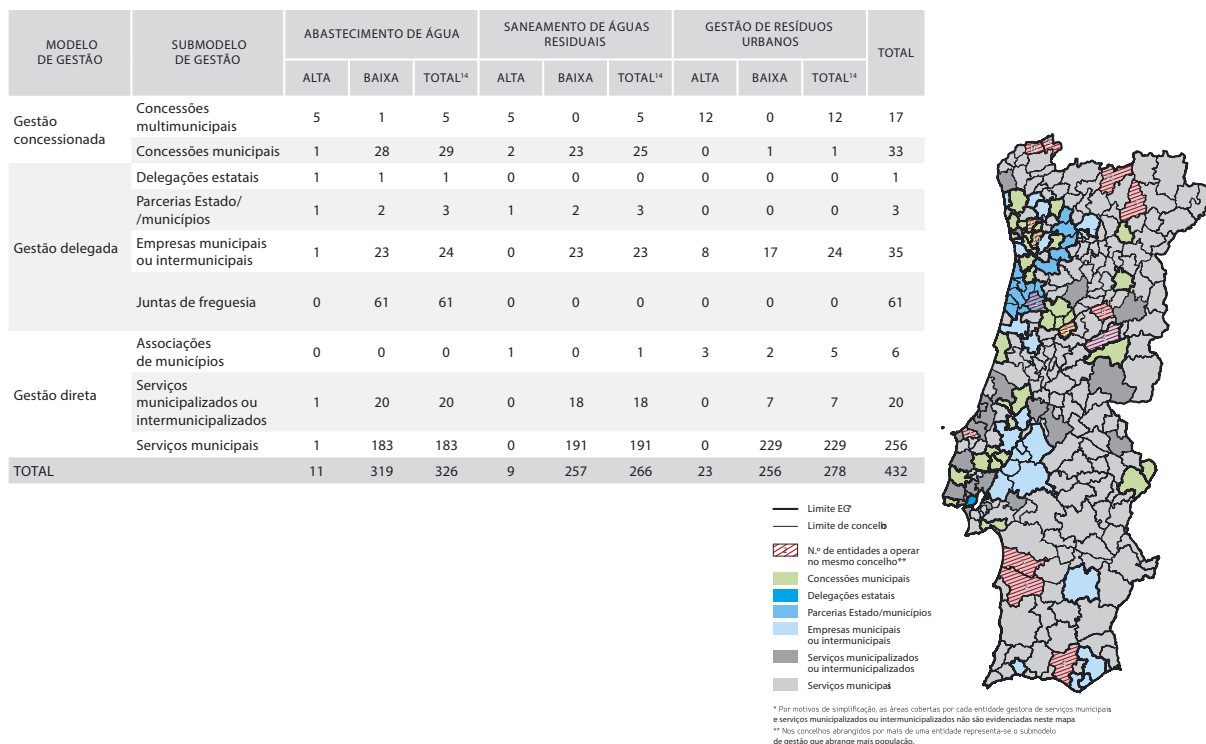 MODELO DE GESTÃO | SUBMODELO DE GESTÃO | ABASTECIMENTO DE ÁGUA | SANEAMENTO DE ÁGUAS RESIDUAIS | GESTÃO DE RESÍDUOS URBANOS | TOTAL
ALTA | BAIXA | TOTAL¹⁴ | ALTA | BAIXA | TOTAL¹⁴ | ALTA | BAIXA | TOTAL¹⁴
Gestão concessionada | Concessões multimunicipais | 5 | 1 | 5 | 5 | 0 | 5 | 12 | 0 | 12 | 17
Concessões municipais | 1 | 28 | 29 | 2 | 23 | 25 | 0 | 1 | 1 | 33
Gestão delegada | Delegações estatais | 1 | 1 | 1 | 0 | 0 | 0 | 0 | 0 | 0 | 1
Parcerias Estado/ /municípios | 1 | 2 | 3 | 1 | 2 | 3 | 0 | 0 | 0 | 3
Empresas municipais ou intermunicipais | 1 | 23 | 24 | 0 | 23 | 23 | 8 | 17 | 24 | 35
Juntas de freguesia | 0 | 61 | 61 | 0 | 0 | 0 | 0 | 0 | 0 | 61
Gestão direta | Associações de municípios | 0 | 0 | 0 | 1 | 0 | 1 | 3 | 2 | 5 | 6
Serviços municipalizados ou intermunicipalizados | 1 | 20 | 20 | 0 | 18 | 18 | 0 | 7 | 7 | 20
Serviços municipais | 1 | 183 | 183 | 0 | 191 | 191 | 0 | 229 | 229 | 256
TOTAL | 11 | 319 | 326 | 9 | 257 | 266 | 23 | 256 | 278 | 432
Limite EG*
Limite de concelho
N.º de entidades a operar
no mesmo concelho**
Concessões municipais
Delegações estatais
Parcerias Estado/municípios
Empresas municipais
ou intermunicipais
Serviços municipalizados
ou intermunicipalizados
Serviços municipais
* Por motivos de simplificação, as áreas cobertas por cada entidade gestora de serviços municipais
e serviços municipalizados ou intermunicipalizados não são evidenciadas neste mapa
** Nos concelhos abrangidos por mais de uma entidade representa-se o submodelo
de gestão que abrange mais população.